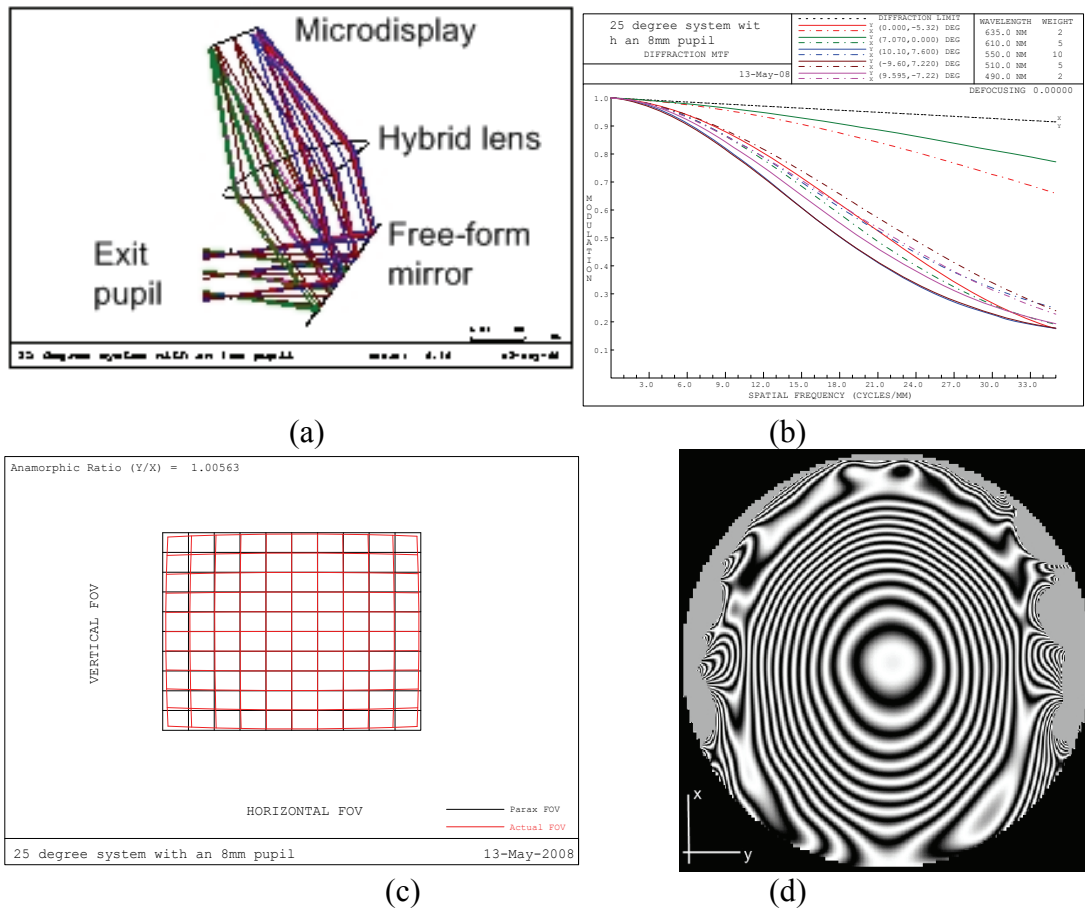 Microdisplay
Hybrid lens
Free-form
mirror
Exit
pupil
(a)
25 degree system wit
h an 8mm pupil
DIFFRACTION MTF
13-May-08
DIFFRACTION LIMIT
Y
X (0.000,-5.32) DEG
Y
X (7.070,0.000) DEG
Y
X (10.10,7.600) DEG
Y
X (-9.60,7.220) DEG
Y
X (9.595,-7.22) DEG
WAVELENGTH WEIGHT
635.0 NM 2
610.0 NM 5
550.0 NM 10
510.0 NM 5
490.0 NM 2
DEFOCUSING 0.00000
1.0
0.9
0.8
0.7
0.6
0.5
0.4
0.3
0.2
0.1
MODULATION
X
Y
3.0 6.0 9.0 12.0 15.0 18.0 21.0 24.0 27.0 30.0 33.0
SPATIAL FREQUENCY (CYCLES/MM)
(b)
Anamorphic Ratio (Y/X) = 1.00563
VERTICAL FOV
HORIZONTAL FOV
Parax FOV
Actual FOV
25 degree system with an 8mm pupil 13-May-2008
(c)
x
y
(d)